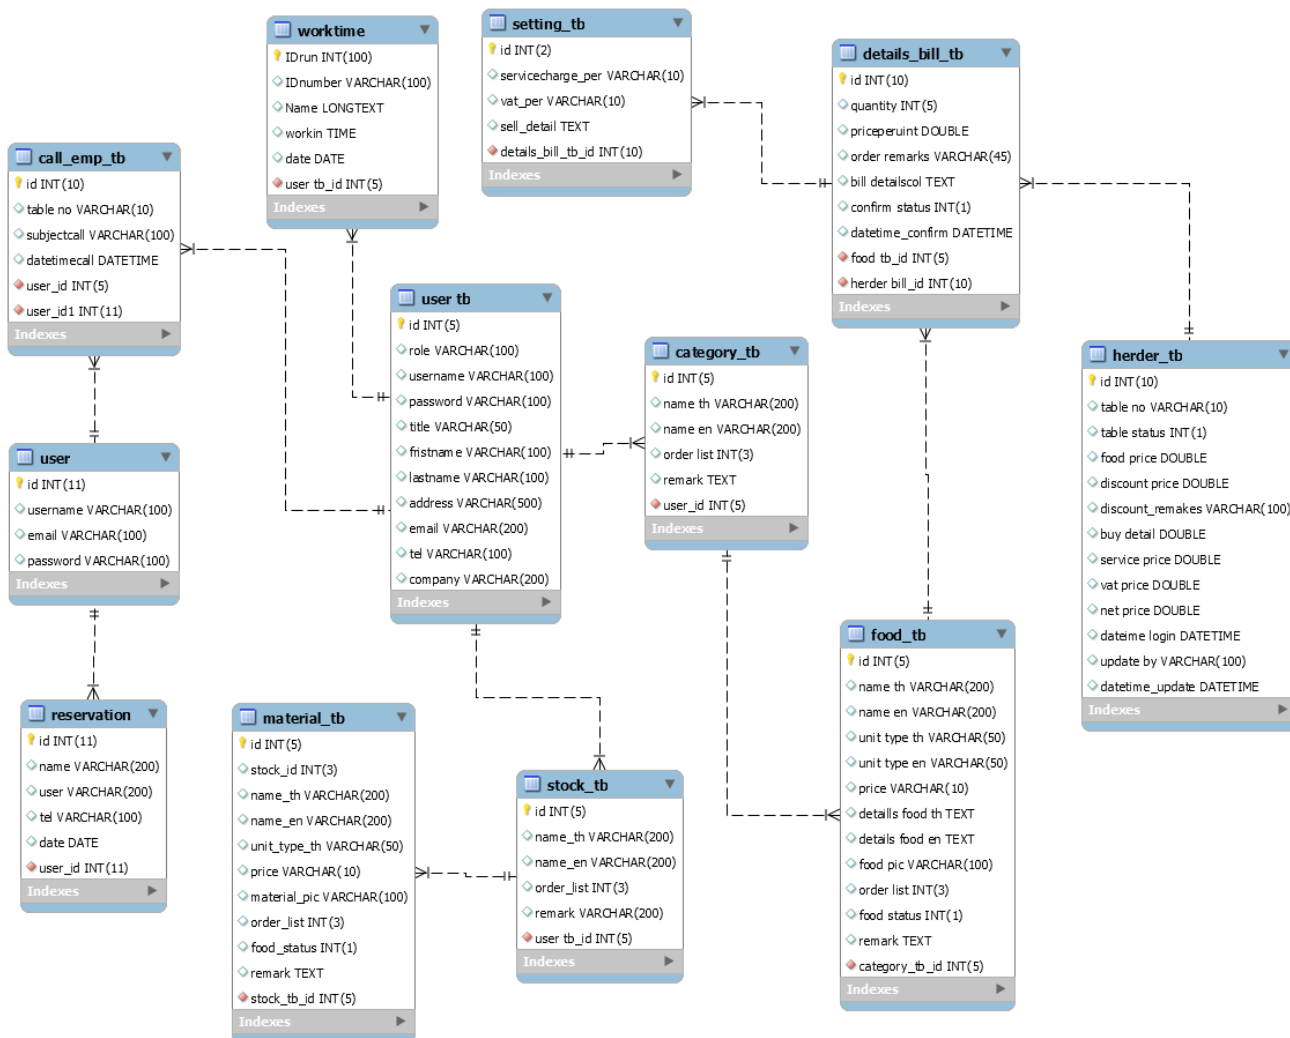 worktime
IDrun INT(100)
IDnumber VARCHAR(100)
Name LONGTEXT
workin TIME
date DATE
user tb_id INT(5)
Indexes
setting_tb
id INT(2)
servicecharge_per VARCHAR(10)
vat_per VARCHAR(10)
sell_detail TEXT
details_bill_tb_id INT(10)
Indexes
details_bill_tb
id INT(10)
quantity INT(5)
priceperuint DOUBLE
order remarks VARCHAR(45)
bill detailscol TEXT
confirm status INT(1)
datetime_confirm DATETIME
food tb_id INT(5)
herder bill_id INT(10)
Indexes
call_emp_tb
id INT(10)
table no VARCHAR(10)
subjectcall VARCHAR(100)
datetimecall DATETIME
user_id INT(5)
user_id1 INT(11)
Indexes
user tb
id INT(5)
role VARCHAR(100)
username VARCHAR(100)
password VARCHAR(100)
title VARCHAR(50)
fristname VARCHAR(100)
lastname VARCHAR(100)
address VARCHAR(500)
email VARCHAR(200)
tel VARCHAR(100)
company VARCHAR(200)
Indexes
category_tb
id INT(5)
name th VARCHAR(200)
name en VARCHAR(200)
order list INT(3)
remark TEXT
user_id INT(5)
Indexes
herder_tb
id INT(10)
table no VARCHAR(10)
table status INT(1)
food price DOUBLE
discount price DOUBLE
discount_remakes VARCHAR(100)
buy detail DOUBLE
service price DOUBLE
vat price DOUBLE
net price DOUBLE
dateime login DATETIME
update by VARCHAR(100)
datetime_update DATETIME
Indexes
user
id INT(11)
username VARCHAR(100)
email VARCHAR(100)
password VARCHAR(100)
Indexes
food_tb
id INT(5)
name th VARCHAR(200)
name en VARCHAR(200)
unit type th VARCHAR(50)
unit type en VARCHAR(50)
price VARCHAR(10)
detaills food th TEXT
details food en TEXT
food pic VARCHAR(100)
order list INT(3)
food status INT(1)
remark TEXT
category_tb_id INT(5)
Indexes
reservation
id INT(11)
name VARCHAR(200)
user VARCHAR(200)
tel VARCHAR(100)
date DATE
user_id INT(11)
Indexes
material_tb
id INT(5)
stock_id INT(3)
name_th VARCHAR(200)
name_en VARCHAR(200)
unit_type_th VARCHAR(50)
price VARCHAR(10)
material_pic VARCHAR(100)
order_list INT(3)
food_status INT(1)
remark TEXT
stock_tb_id INT(5)
Indexes
stock_tb
id INT(5)
name_th VARCHAR(200)
name_en VARCHAR(200)
order_list INT(3)
remark VARCHAR(200)
user tb_id INT(5)
Indexes